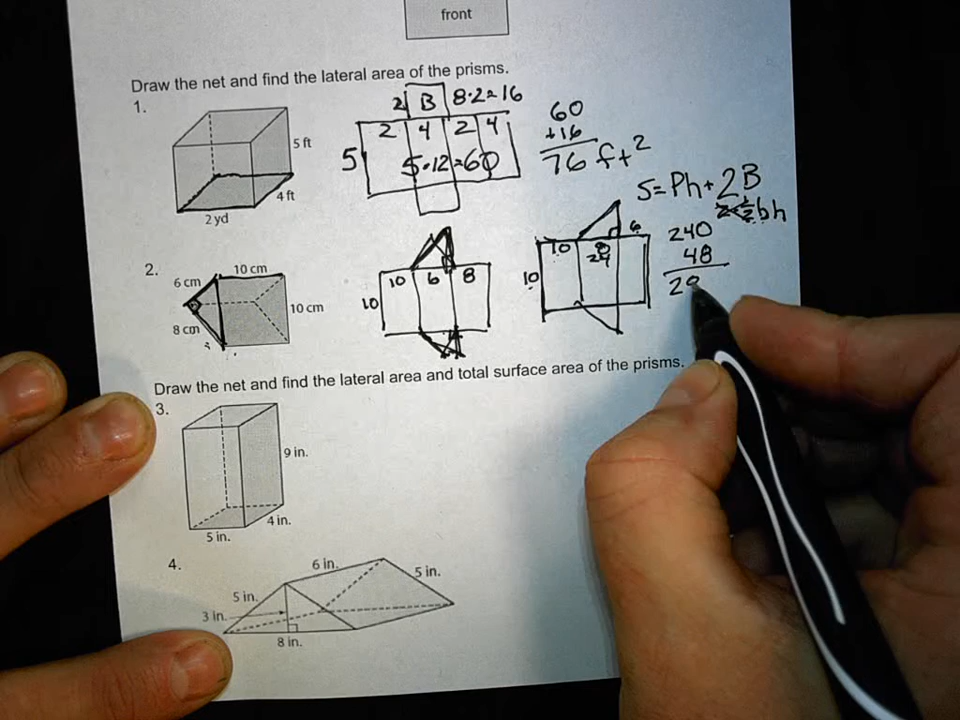 front
Draw the net and find the lateral area of the prisms.
1.
5 ft
4 ft
2 yd
2 B 8·2=16
2 4 2 4
5 5·12=60
60
+16
76 ft²
S=Ph+2B
bh
2.
6 cm
10 cm
10 cm
8 cm
10 6 8
10
10 8 6
24
10
240
48
28
Draw the net and find the lateral area and total surface area of the prisms.
3.
9 in.
4 in.
5 in.
4.
6 in.
5 in.
5 in.
3 in.
8 in.